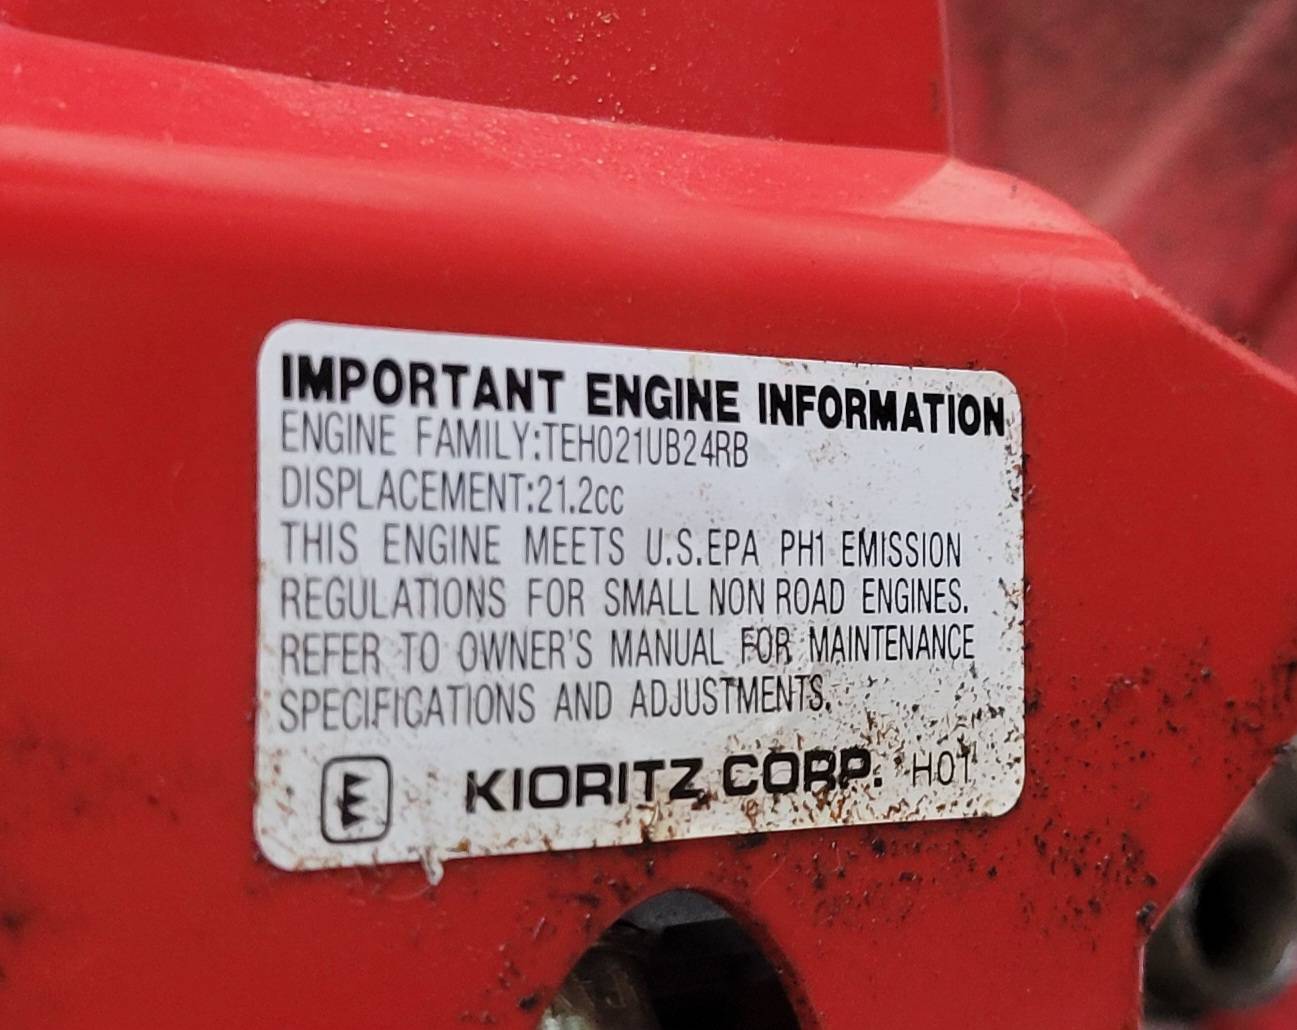 IMPORTANT ENGINE INFORMATION
ENGINE FAMILY:TEH021UB24RB
DISPLACEMENT:21.2cc
THIS ENGINE MEETS U.S.EPA PH1 EMISSION
REGULATIONS FOR SMALL NON ROAD ENGINES.
REFER TO OWNER'S MANUAL FOR MAINTENANCE
SPECIFICATIONS AND ADJUSTMENTS.
E KIORITZ CORP. H01